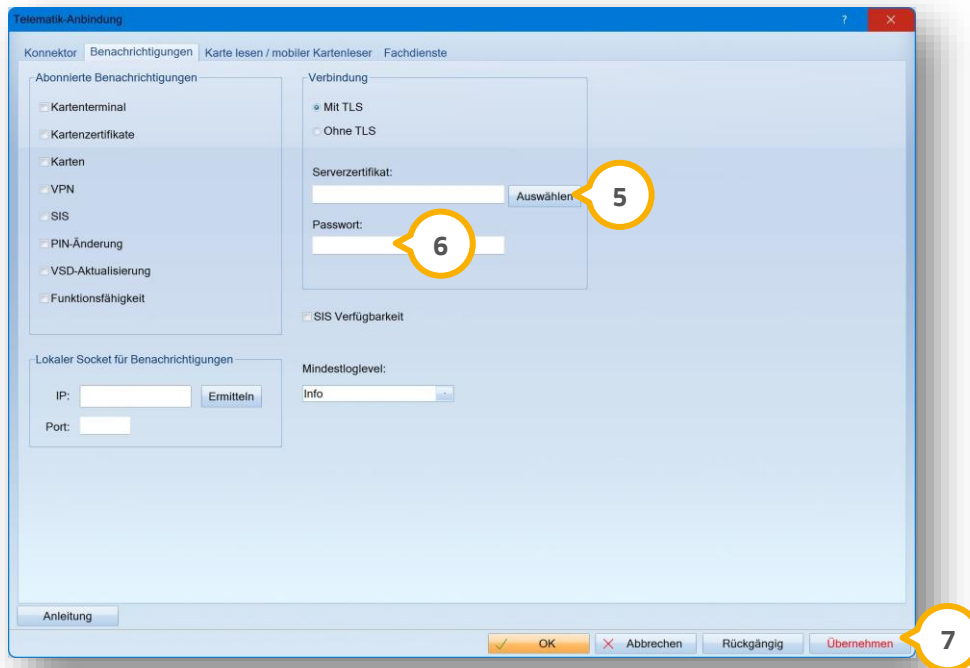 Telematik-Anbindung
?
Konnektor Benachrichtigungen Karte lesen / mobiler Kartenleser Fachdienste
Abonnierte Benachrichtigungen
Kartenterminal
Kartenzertifikate
Karten
VPN
SIS
PIN-Änderung
VSD-Aktualisierung
Funktionsfähigkeit
Verbindung
Mit TLS
Ohne TLS
Serverzertifikat:
Auswählen
5
Passwort:
6
SIS Verfügbarkeit
Lokaler Socket für Benachrichtigungen
IP:
Ermitteln
Port:
Mindestloglevel:
Info
Anleitung
OK Abbrechen Rückgängig Übernehmen
7